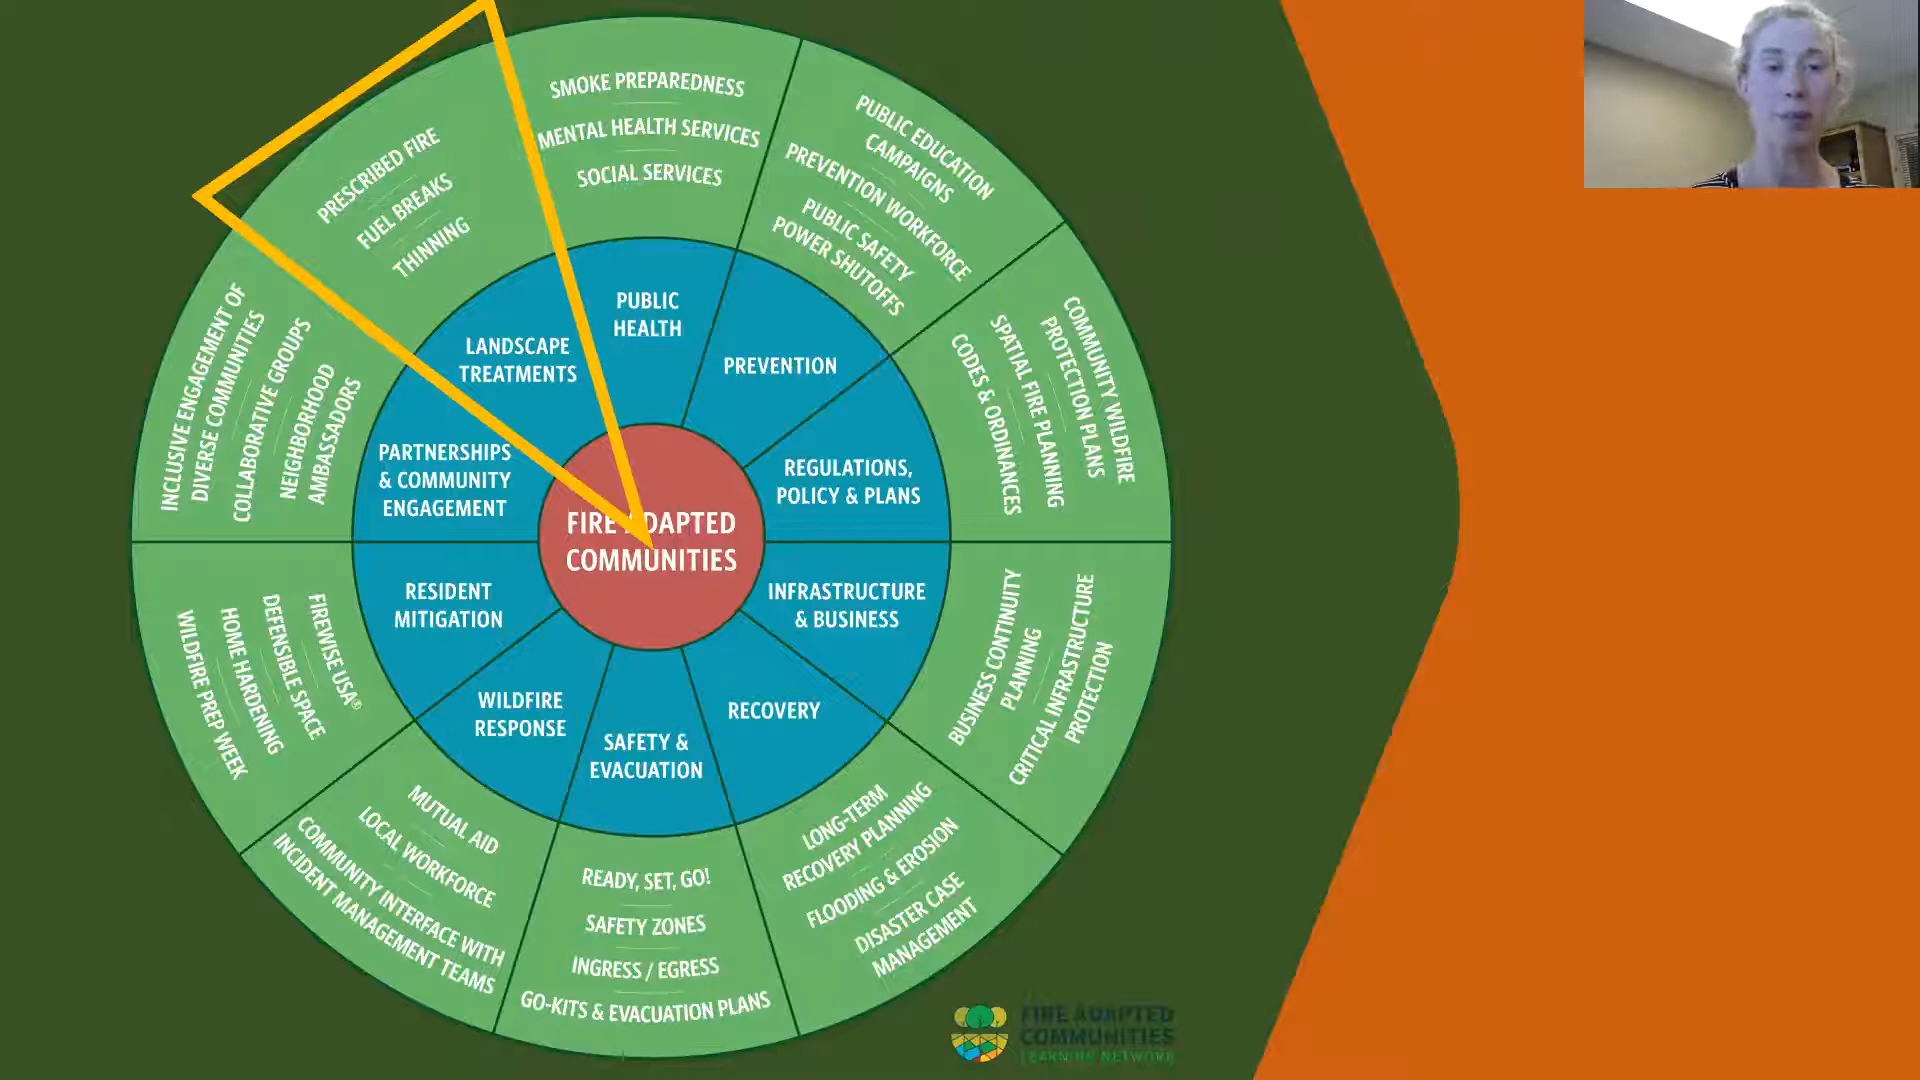 FIRE ADAPTED
COMMUNITIES
PUBLIC
HEALTH
SMOKE PREPAREDNESS
MENTAL HEALTH SERVICES
SOCIAL SERVICES
PREVENTION
PUBLIC EDUCATION
CAMPAIGNS
PREVENTION WORKFORCE
PUBLIC SAFETY
POWER SHUTOFFS
REGULATIONS,
POLICY & PLANS
COMMUNITY WILDFIRE
PROTECTION PLANS
SPATIAL FIRE PLANNING
CODES & ORDINANCES
INFRASTRUCTURE
& BUSINESS
BUSINESS CONTINUITY
PLANNING
CRITICAL INFRASTRUCTURE
PROTECTION
RECOVERY
LONG-TERM
RECOVERY PLANNING
FLOODING & EROSION
DISASTER CASE
MANAGEMENT
SAFETY &
EVACUATION
READY, SET, GO!
SAFETY ZONES
INGRESS / EGRESS
GO-KITS & EVACUATION PLANS
WILDFIRE
RESPONSE
MUTUAL AID
LOCAL WORKFORCE
COMMUNITY INTERFACE WITH
INCIDENT MANAGEMENT TEAMS
RESIDENT
MITIGATION
FIREWISE USA®
DEFENSIBLE SPACE
HOME HARDENING
WILDFIRE PREP WEEK
PARTNERSHIPS
& COMMUNITY
ENGAGEMENT
INCLUSIVE ENGAGEMENT OF
DIVERSE COMMUNITIES
COLLABORATIVE GROUPS
NEIGHBORHOOD
AMBASSADORS
LANDSCAPE
TREATMENTS
PRESCRIBED FIRE
FUEL BREAKS
THINNING
FIRE ADAPTED
COMMUNITIES
LEARNING NETWORK